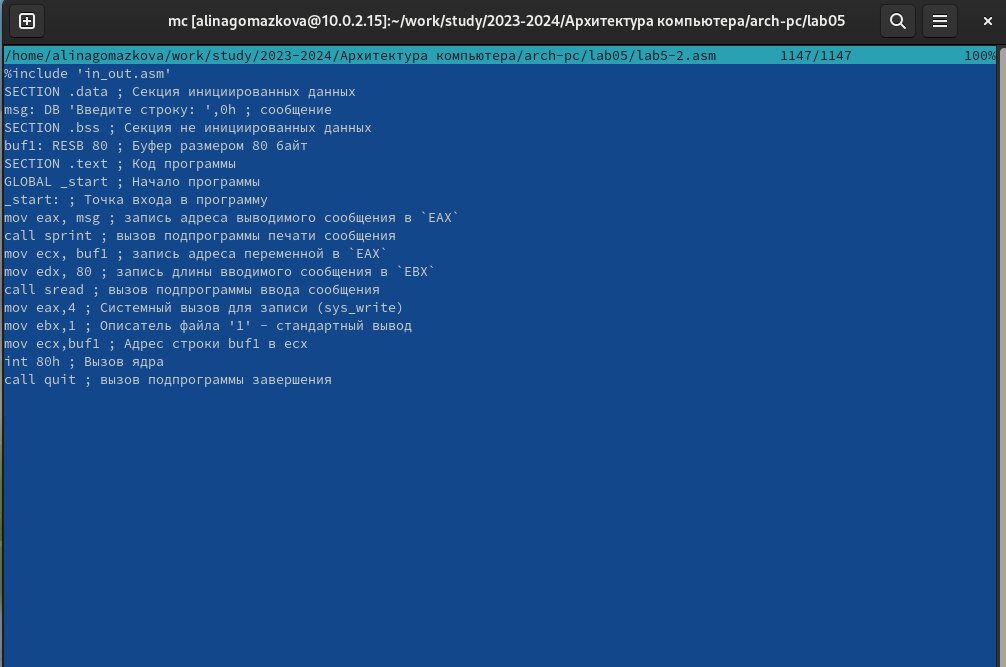 mc [alinagomazkova@10.0.2.15]:~/work/study/2023-2024/Архитектура компьютера/arch-pc/lab05
/home/alinagomazkova/work/study/2023-2024/Архитектура компьютера/arch-pc/lab05/lab5-2.asm 1147/1147 100%
%include 'in_out.asm'
SECTION .data ; Секция инициированных данных
msg: DB 'Введите строку: ',0h ; сообщение
SECTION .bss ; Секция не инициированных данных
buf1: RESB 80 ; Буфер размером 80 байт
SECTION .text ; Код программы
GLOBAL _start ; Начало программы
_start: ; Точка входа в программу
mov eax, msg ; запись адреса выводимого сообщения в `EAX`
call sprint ; вызов подпрограммы печати сообщения
mov ecx, buf1 ; запись адреса переменной в `EAX`
mov edx, 80 ; запись длины вводимого сообщения в `EBX`
call sread ; вызов подпрограммы ввода сообщения
mov eax,4 ; Системный вызов для записи (sys_write)
mov ebx,1 ; Описатель файла '1' - стандартный вывод
mov ecx,buf1 ; Адрес строки buf1 в ecx
int 80h ; Вызов ядра
call quit ; вызов подпрограммы завершения